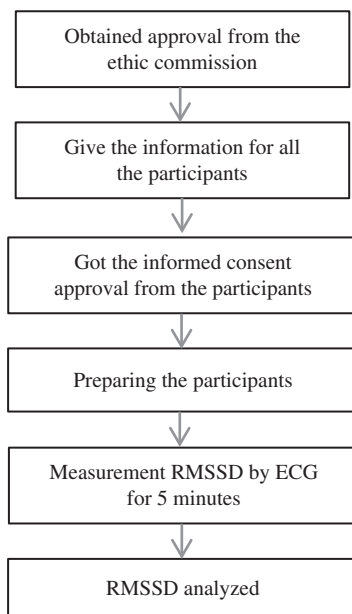 Obtained approval from the
ethic commission
Give the information for all
the participants
Got the informed consent
approval from the participants
Preparing the participants
Measurement RMSSD by ECG
for 5 minutes
RMSSD analyzed